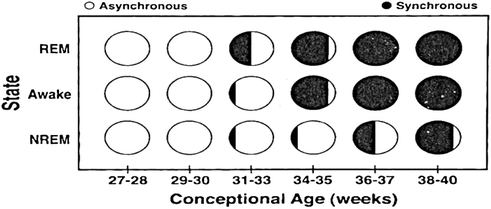 Asynchronous Synchronous
REM
Awake
NREM
State
27-28 29-30 31-33 34-35 36-37 38-40
Conceptional Age (weeks)